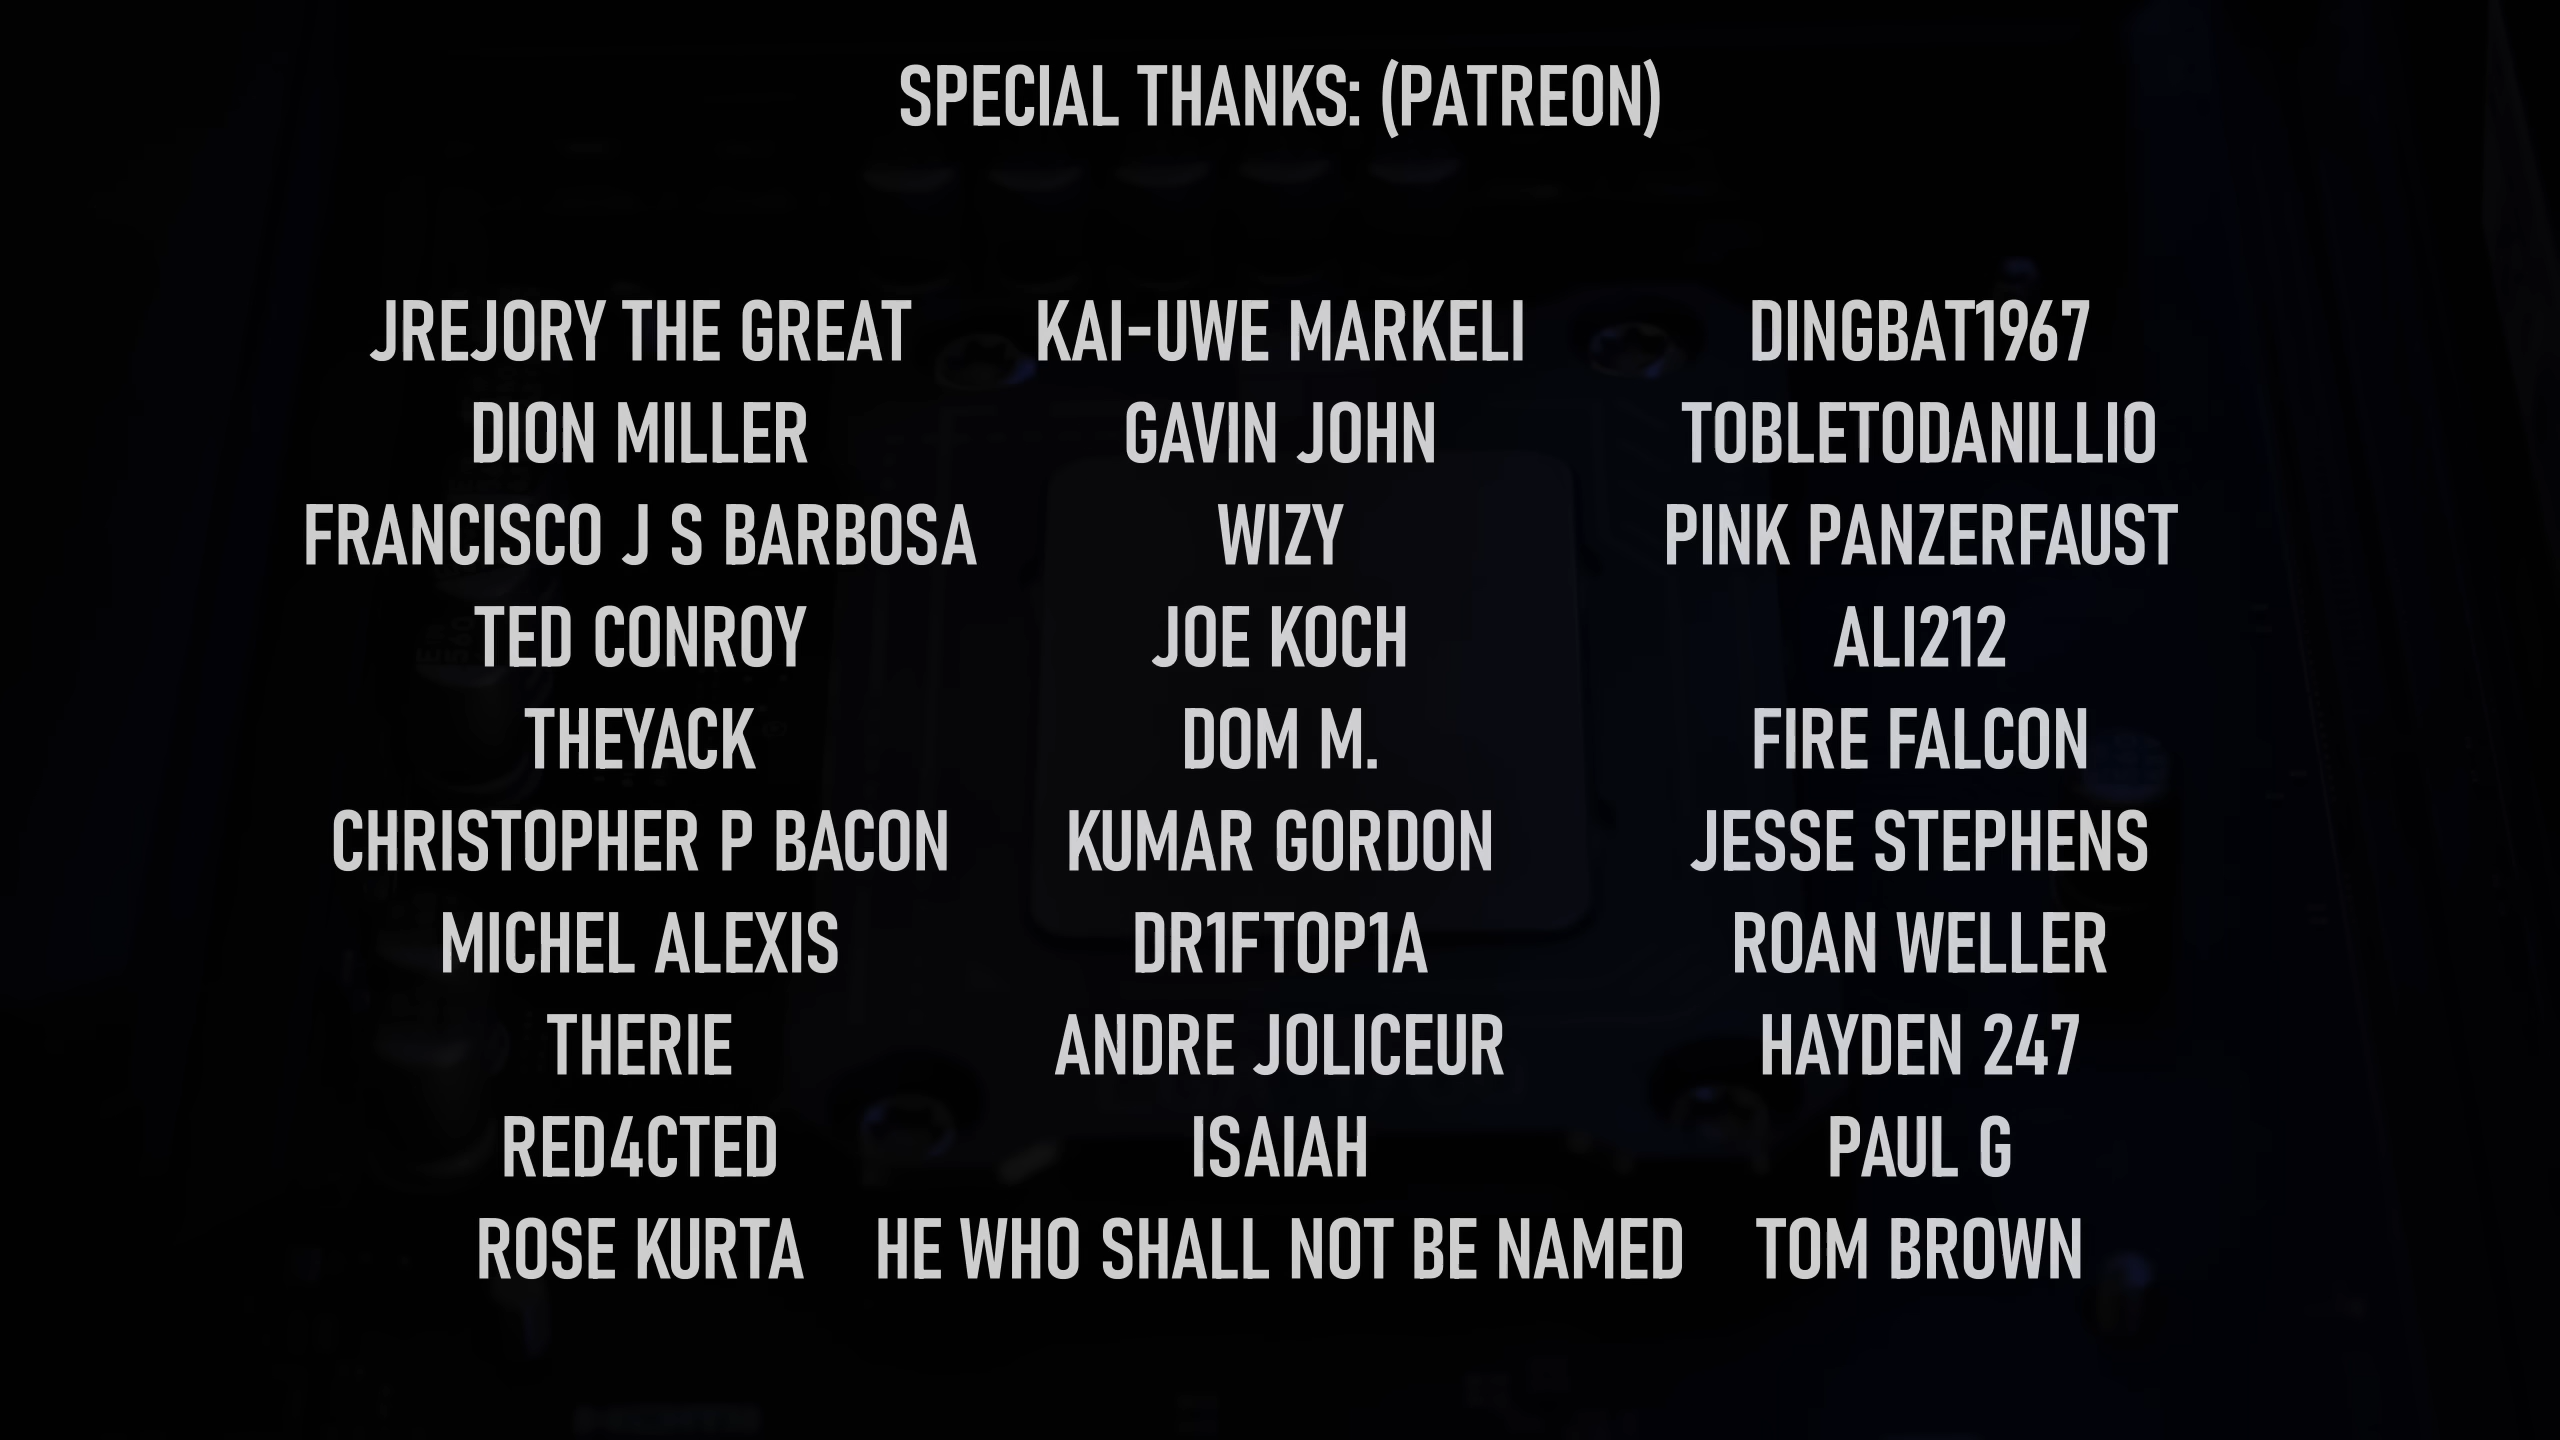 SPECIAL THANKS: (PATREON)
JREJORY THE GREAT
DION MILLER
FRANCISCO J S BARBOSA
TED CONROY
THEYACK
CHRISTOPHER P BACON
MICHEL ALEXIS
THERIE
RED4CTED
ROSE KURTA
KAI-UWE MARKELI
GAVIN JOHN
WIZY
JOE KOCH
DOM M.
KUMAR GORDON
DR1FTOP1A
ANDRE JOLICEUR
ISAIAH
HE WHO SHALL NOT BE NAMED
DINGBAT1967
TOBLETODANILLIO
PINK PANZERFAUST
ALI212
FIRE FALCON
JESSE STEPHENS
ROAN WELLER
HAYDEN 247
PAUL G
TOM BROWN